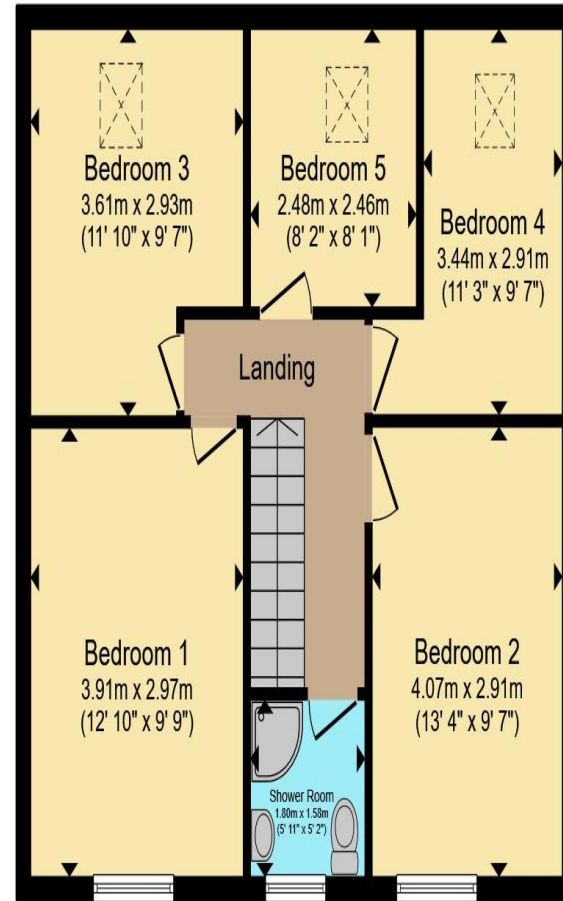 Bedroom 3
3.61m x 2.93m
(11' 10" x 9' 7")
Bedroom 5
2.48m x 2.46m
(8' 2" x 8' 1")
Bedroom 4
3.44m x 2.91m
(11' 3" x 9' 7")
Landing
Bedroom 1
3.91m x 2.97m
(12' 10" x 9' 9")
Bedroom 2
4.07m x 2.91m
(13' 4" x 9' 7")
Shower Room
1.80m x 1.58m
(5' 11" x 5' 2")